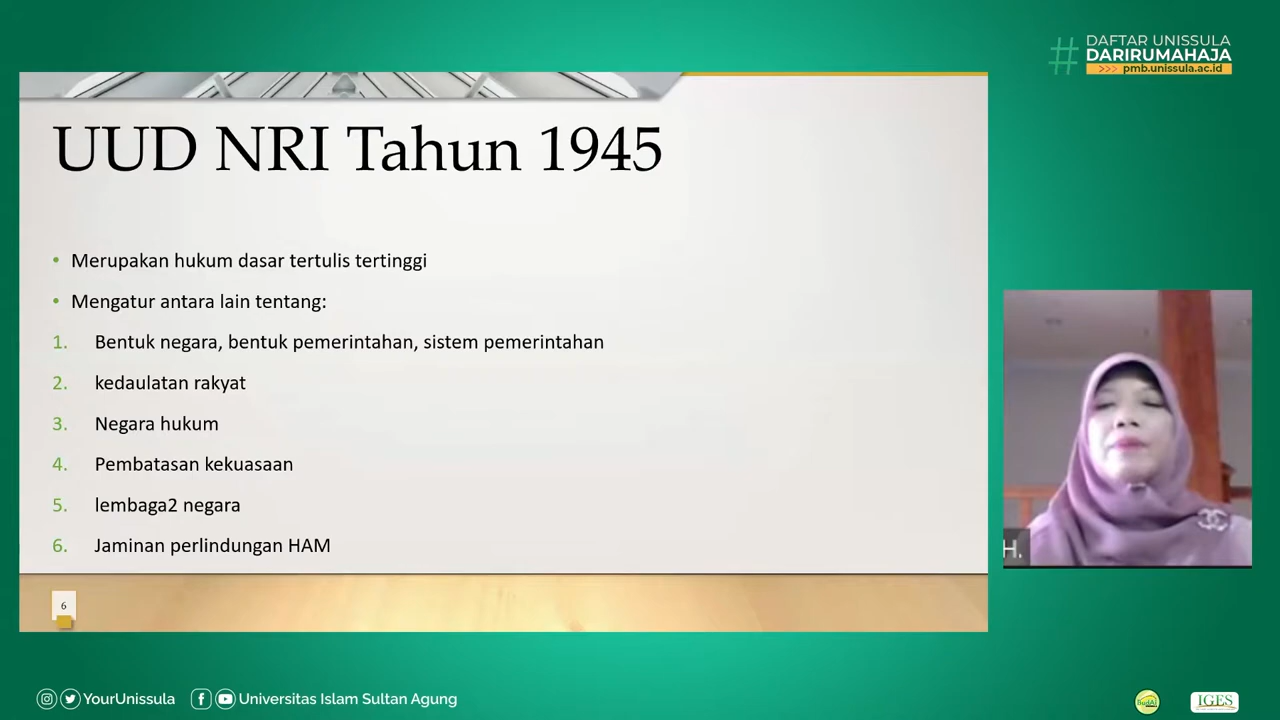 # DAFTAR UNISSULA
DARIRUMAHAJA
>>> pmb.unissula.ac.id
UUD NRI Tahun 1945
• Merupakan hukum dasar tertulis tertinggi
• Mengatur antara lain tentang:
1. Bentuk negara, bentuk pemerintahan, sistem pemerintahan
2. kedaulatan rakyat
3. Negara hukum
4. Pembatasan kekuasaan
5. lembaga2 negara
6. Jaminan perlindungan HAM
H.
6
YourUnissula Universitas Islam Sultan Agung
BudAI
IGES